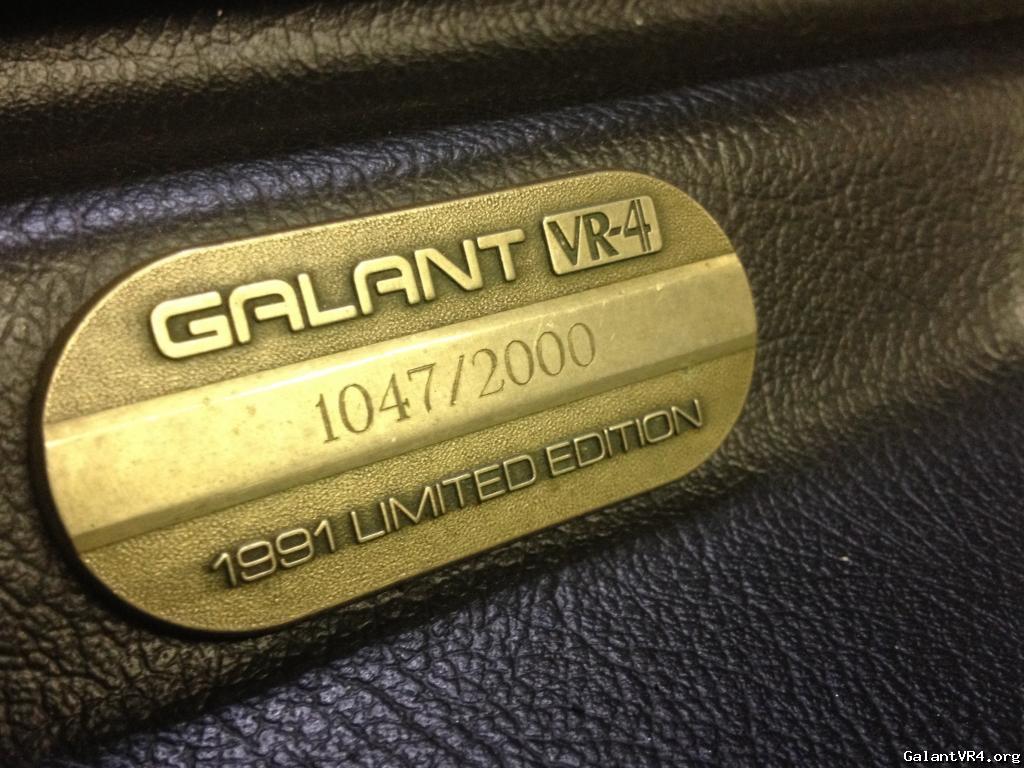 GALANT VR-4
1047/2000
1991 LIMITED EDITION
GalantVR4.org